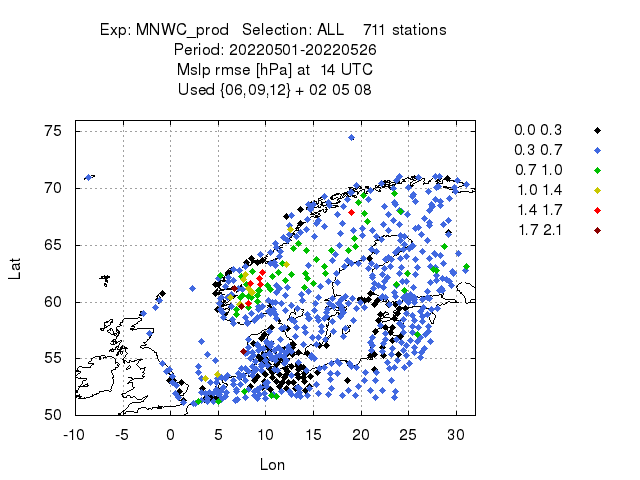 Exp: MNWC_prod Selection: ALL 711 stations
Period: 20220501-20220526
Mslp rmse [hPa] at 14 UTC
Used {06,09,12} + 02 05 08
0.0 0.3
0.3 0.7
0.7 1.0
1.0 1.4
1.4 1.7
1.7 2.1
75
70
65
60
55
50
Lat
-10 -5 0 5 10 15 20 25 30
Lon